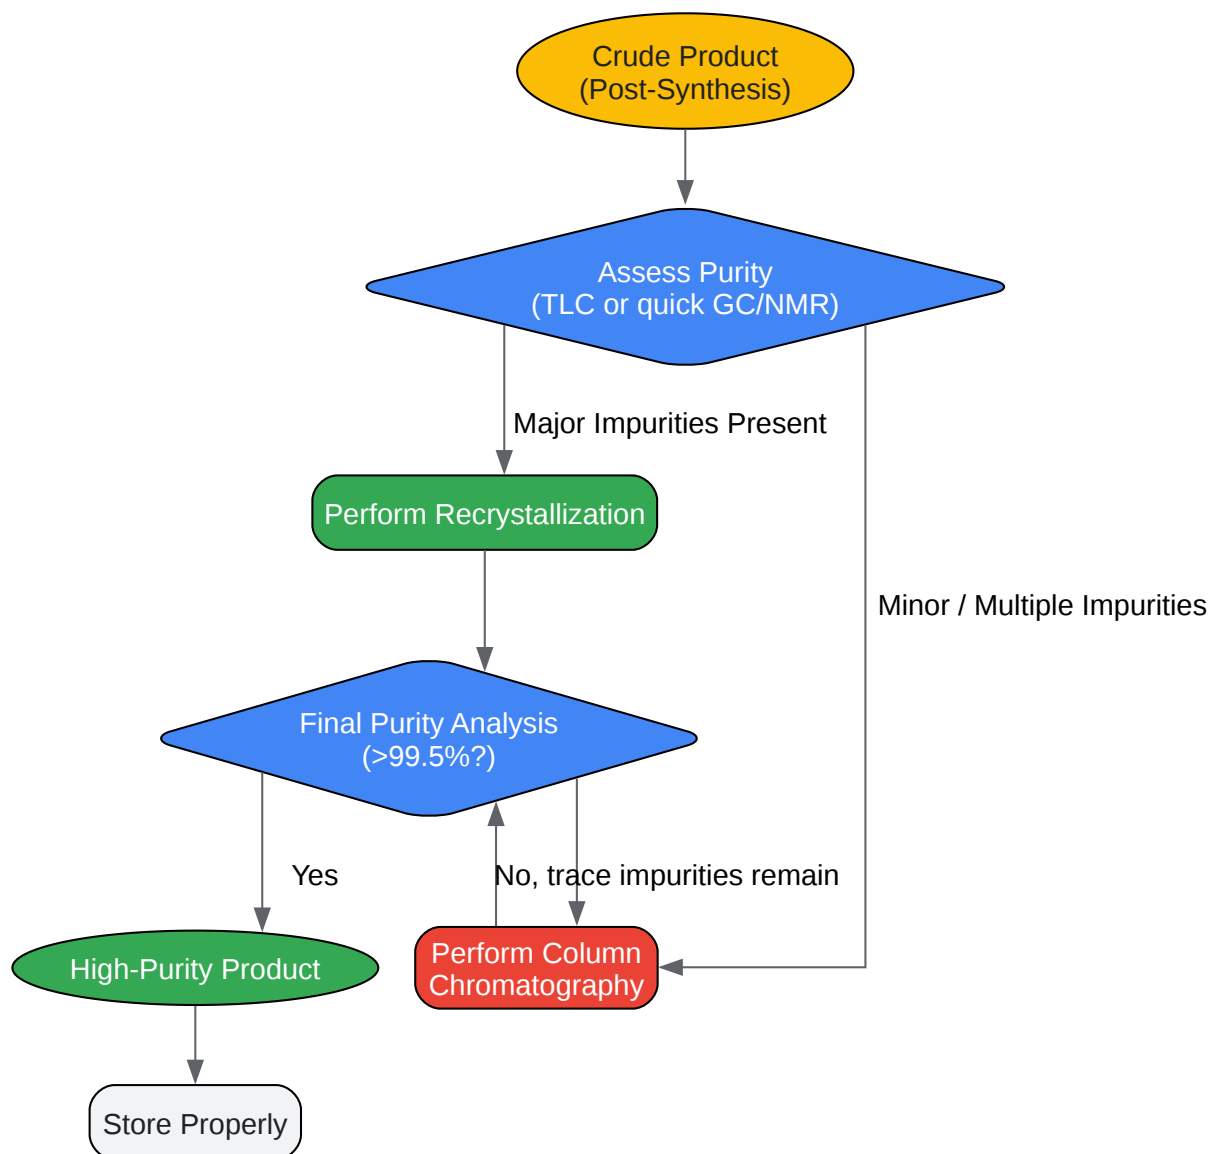 Crude Product
(Post-Synthesis)
Assess Purity
(TLC or quick GC/NMR)
Major Impurities Present
Perform Recrystallization
Minor / Multiple Impurities
Final Purity Analysis
(>99.5%?)
Yes
No, trace impurities remain
High-Purity Product
Perform Column
Chromatography
Store Properly